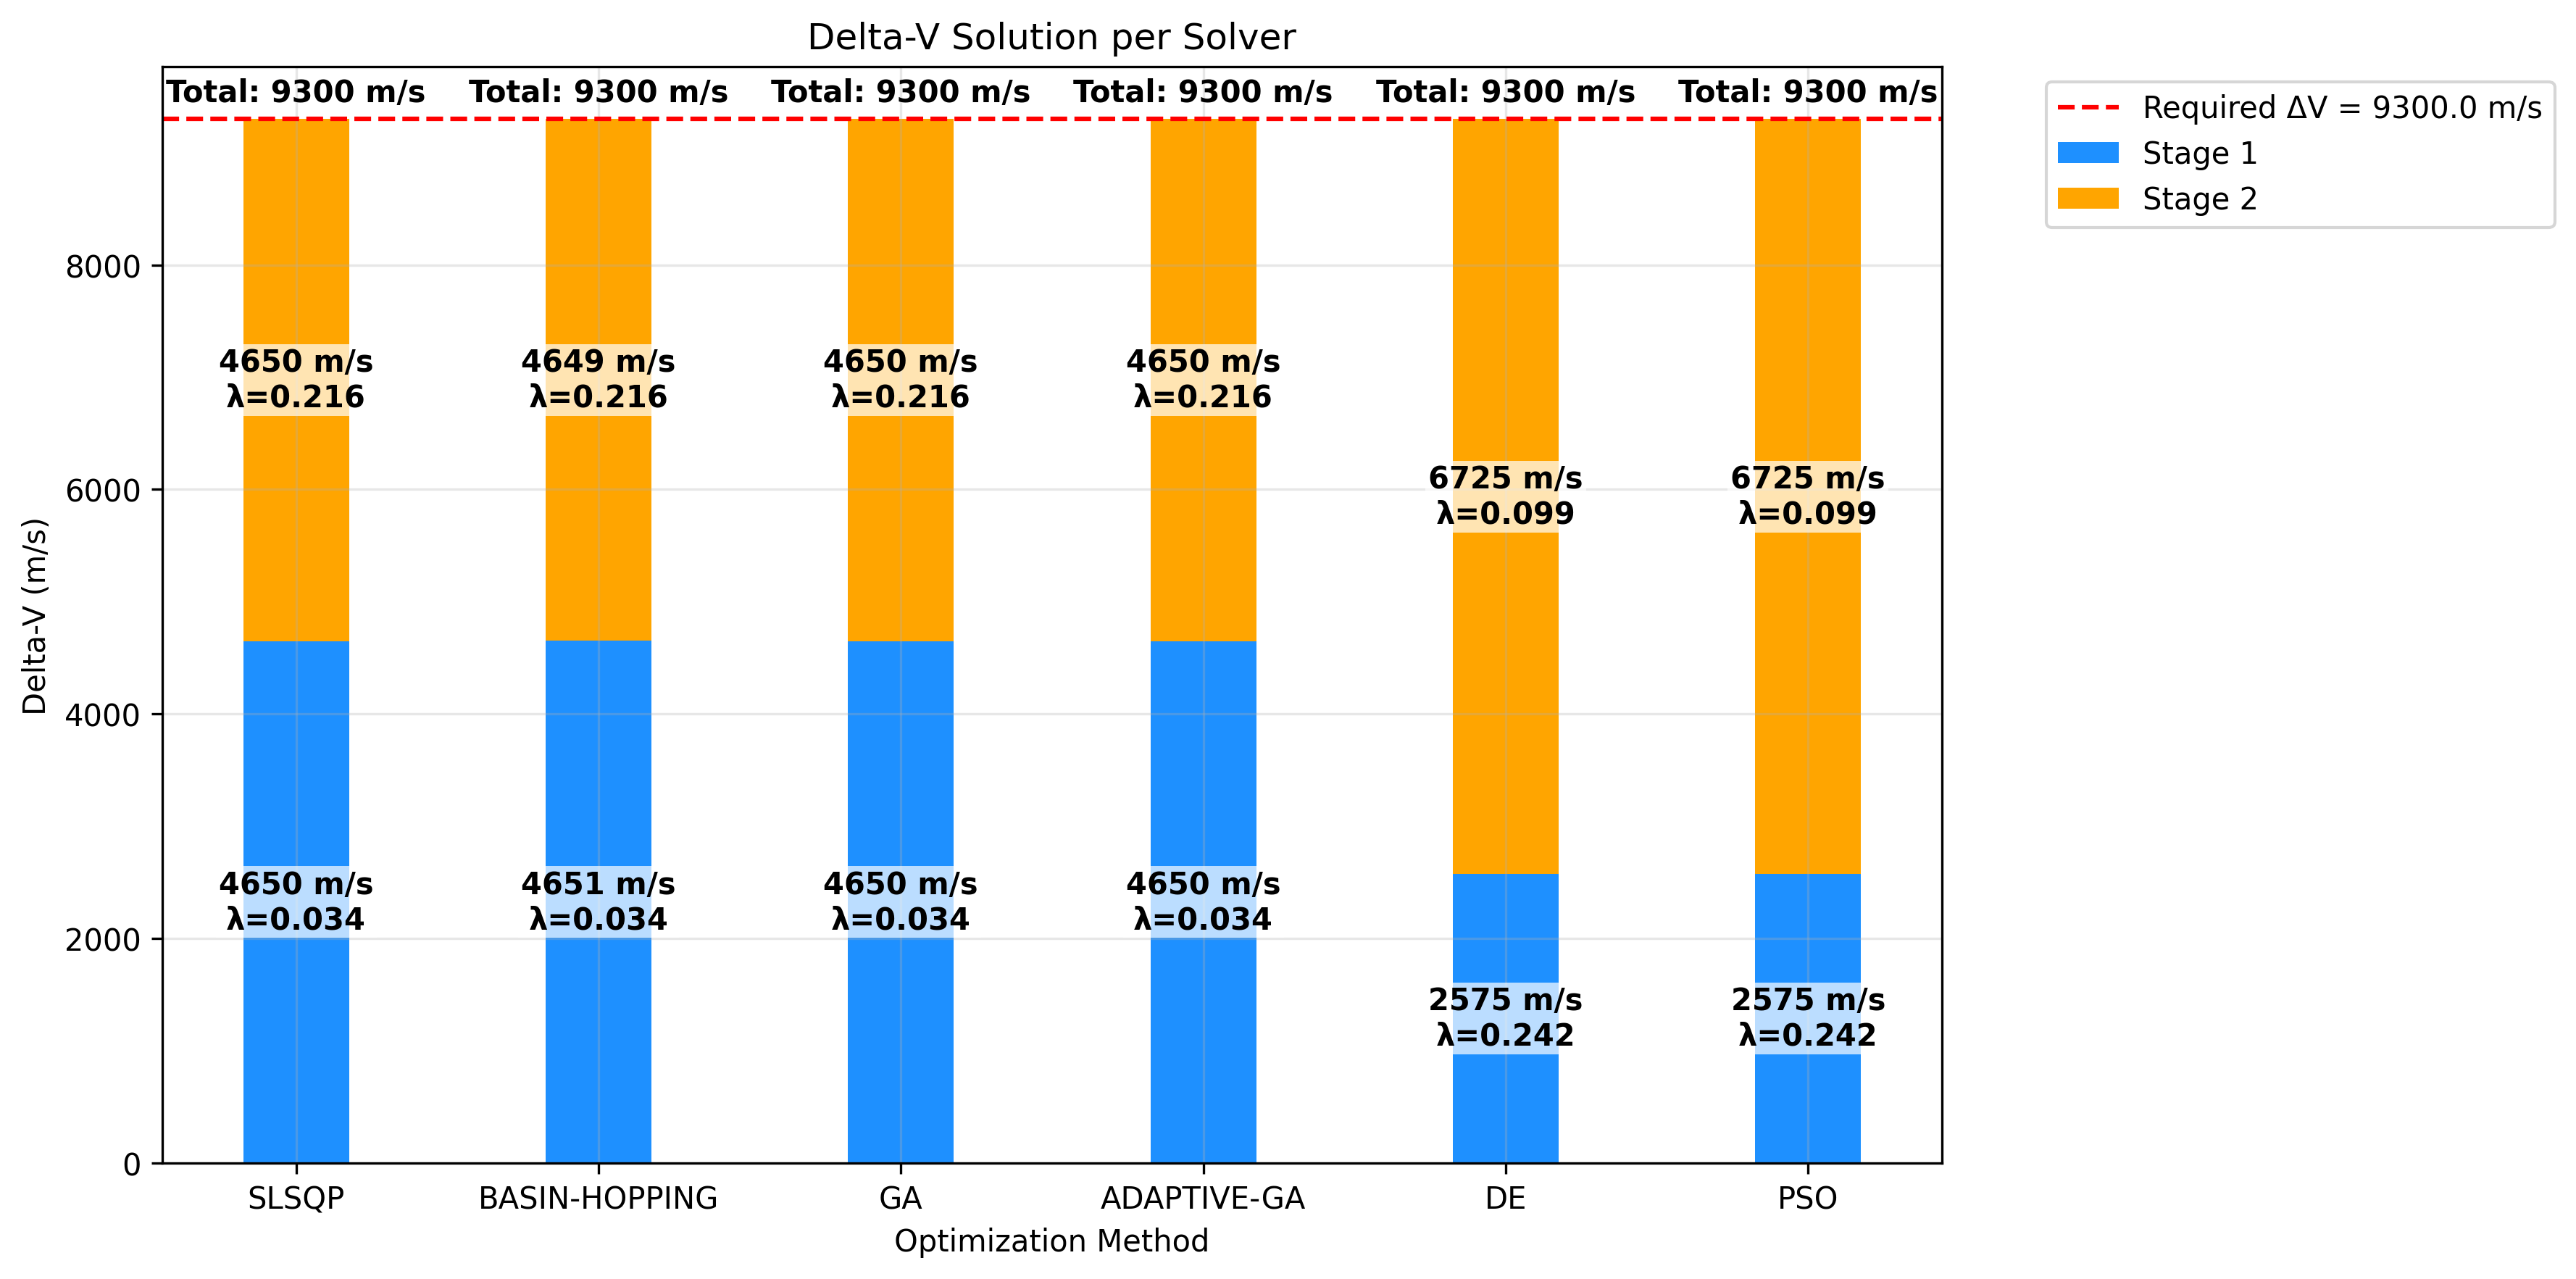 Delta-V Solution per Solver
Total: 9300 m/s
Total: 9300 m/s
Total: 9300 m/s
Total: 9300 m/s
Total: 9300 m/s
Total: 9300 m/s
Required ΔV = 9300.0 m/s
Stage 1
Stage 2
Delta-V (m/s)
8000
6000
4000
2000
0
4650 m/s
λ=0.216
4649 m/s
λ=0.216
4650 m/s
λ=0.216
4650 m/s
λ=0.216
6725 m/s
λ=0.099
6725 m/s
λ=0.099
4650 m/s
λ=0.034
4651 m/s
λ=0.034
4650 m/s
λ=0.034
4650 m/s
λ=0.034
2575 m/s
λ=0.242
2575 m/s
λ=0.242
SLSQP
BASIN-HOPPING
GA
ADAPTIVE-GA
DE
PSO
Optimization Method